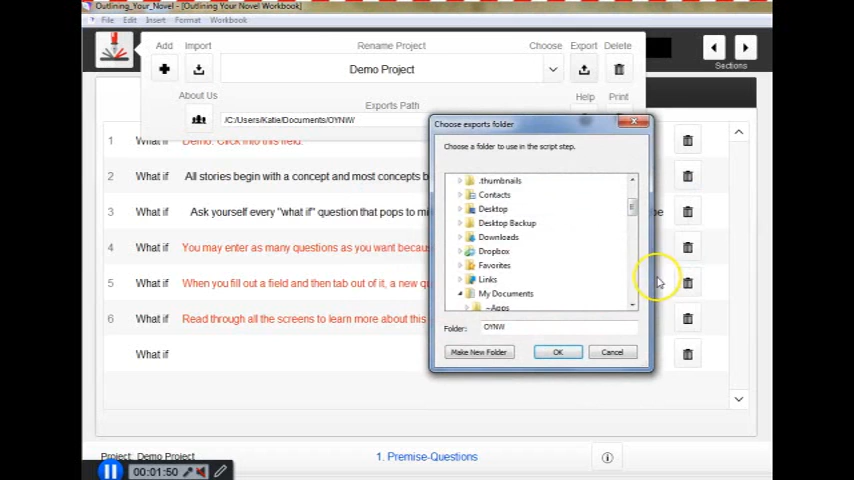 Outlining_Your_Novel - [Outlining Your Novel Workbook]
File Edit Insert Format Workbook
Add Import Rename Project Choose Export Delete
Demo Project
Sections
About Us Exports Path Help Print
/C:/Users/Katie/Documents/OYNW/
Choose exports folder
Choose a folder to use in the script step.
.thumbnails
Contacts
Desktop
Desktop Backup
Downloads
Dropbox
Favorites
Links
My Documents
~Apps
Folder: OYNW
Make New Folder OK Cancel
1 What if Demo: Click into this field.
2 What if All stories begin with a concept and most concepts b
3 What if Ask yourself every "what if" question that pops to mi be
4 What if You may enter as many questions as you want becaus
5 What if When you fill out a field and then tab out of it, a new q
6 What if Read through all the screens to learn more about this
What if
Project: Demo Project 1. Premise-Questions
00:01:50